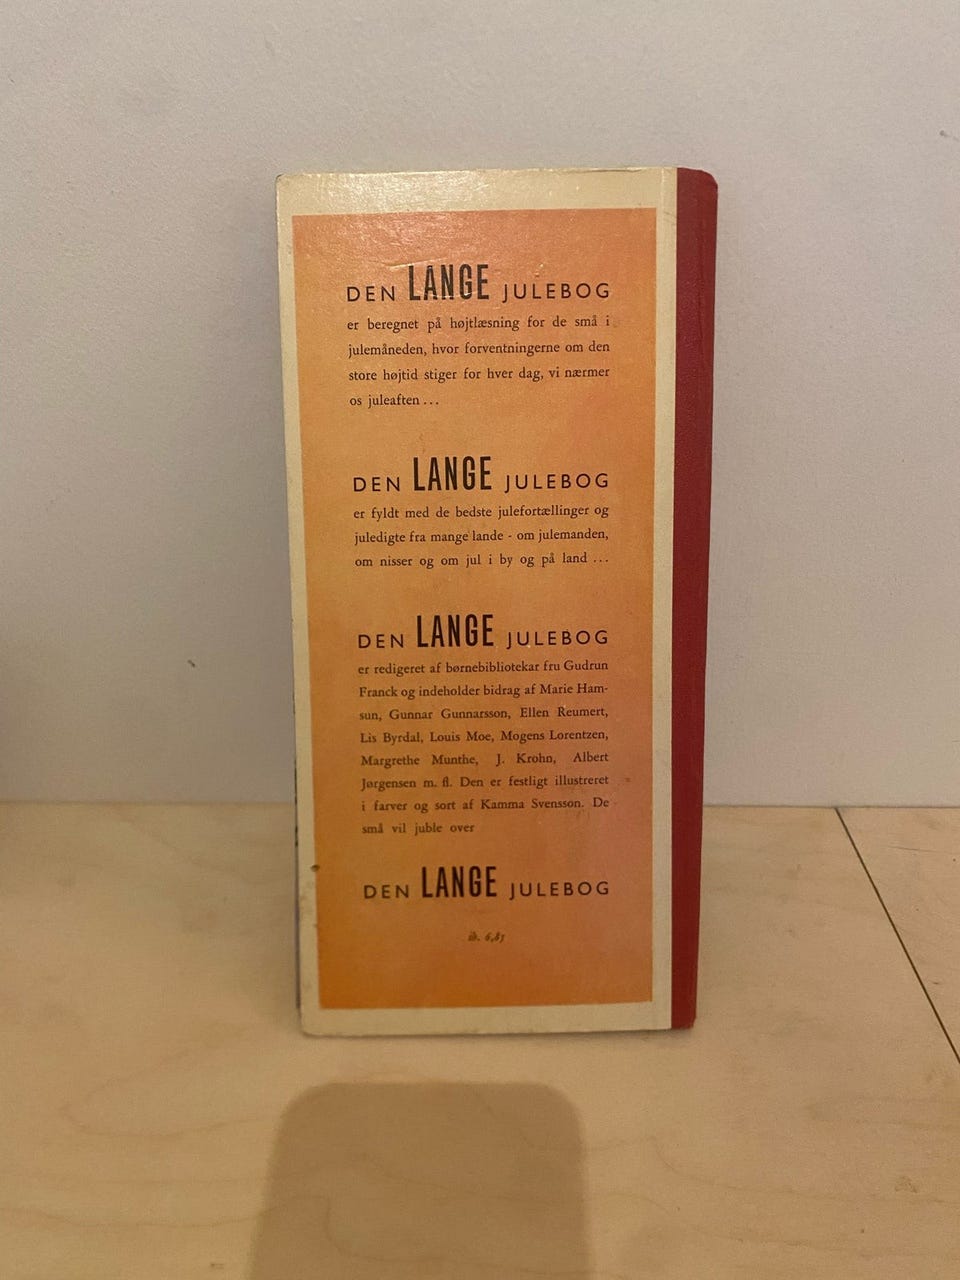 DEN LANGE JULEBOG
er beregnet på højtlæsning for de små i
julemåneden, hvor forventningerne om den
store højtid stiger for hver dag, vi nærmer
os juleaften ...
DEN LANGE JULEBOG
er fyldt med de bedste julefortællinger og
juledigte fra mange lande - om julemanden,
om nisser og om jul i by og på land ...
DEN LANGE JULEBOG
er redigeret af børnebibliotekar fru Gudrun
Franck og indeholder bidrag af Marie Ham-
sun, Gunnar Gunnarsson, Ellen Reumert,
Lis Byrdal, Louis Moe, Mogens Lorentzen,
Margrethe Munthe, J. Krohn, Albert
Jørgensen m. fl. Den er festligt illustreret
i farver og sort af Kamma Svensson. De
små vil juble over
DEN LANGE JULEBOG
ib. 6,85